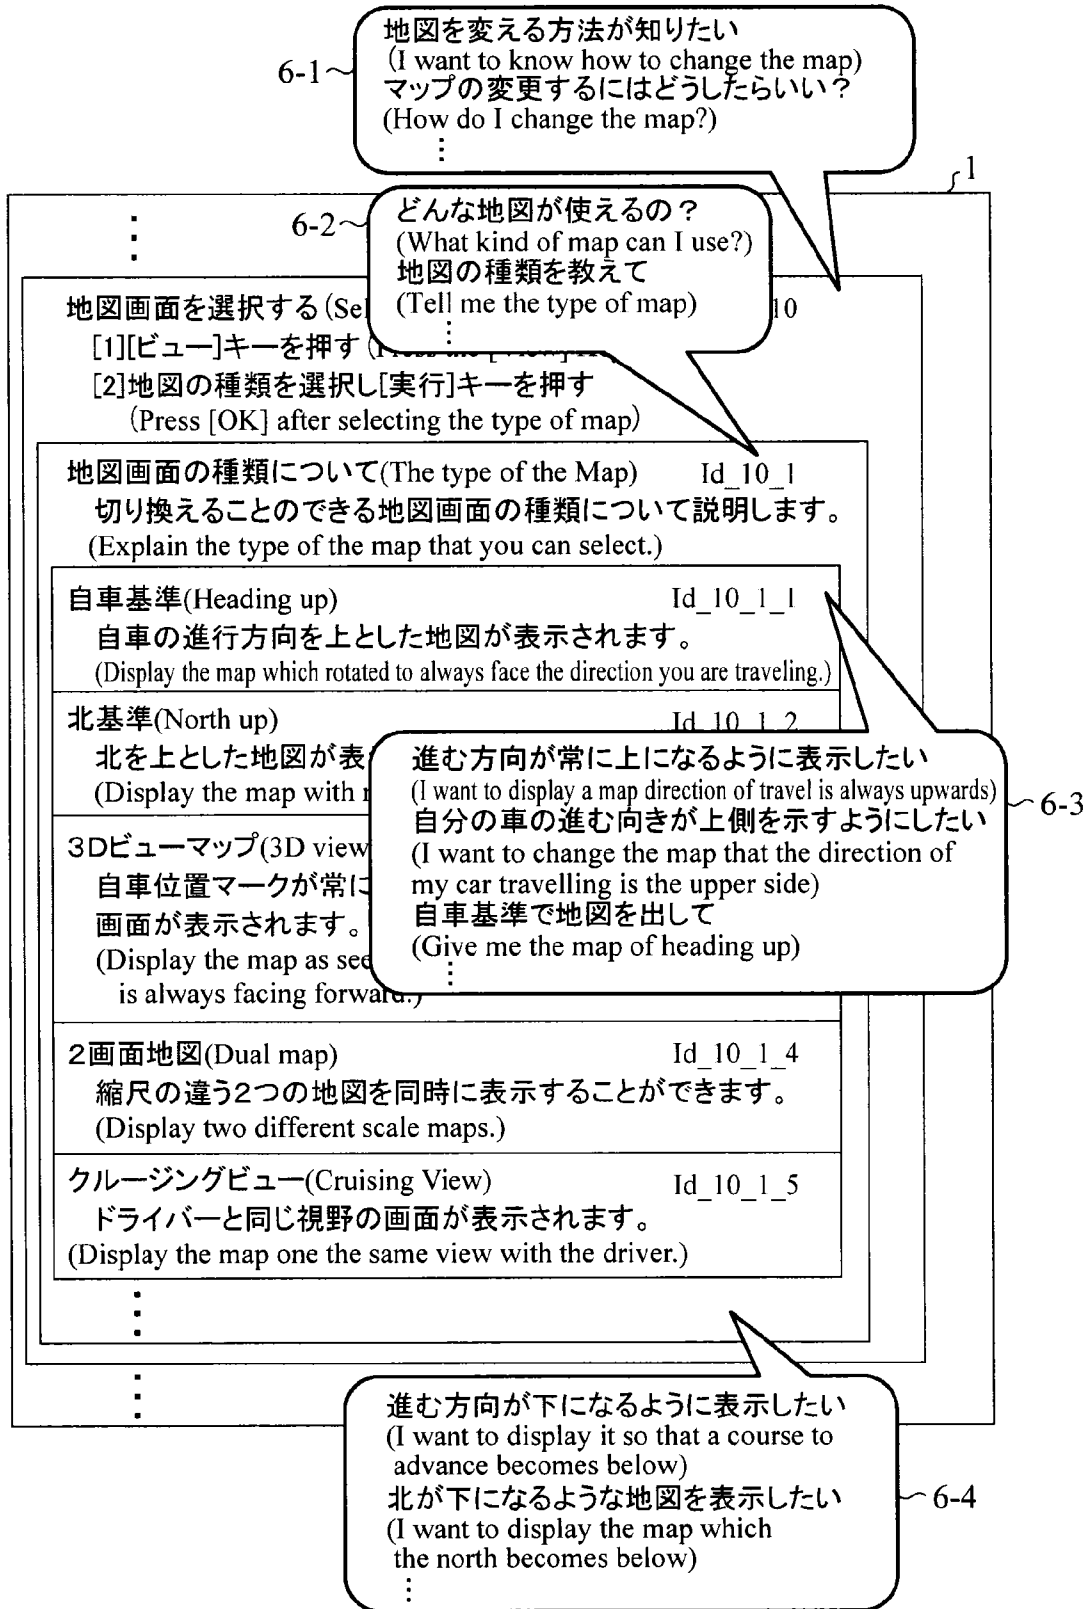 地図を変える方法が知りたい
(I want to know how to change the map)
6-1
マップの変更するにはどうしたらいい?
(How do I change the map?)
1
6-2
どんな地図が使えるの?
(What kind of map can I use?)
地図の種類を教えて
(Tell me the type of map)
地図画面を選択する(Sel
10
[1][ビュー]キーを押す(
[2]地図の種類を選択し[実行]キーを押す
(Press [OK] after selecting the type of map)
地図画面の種類について(The type of the Map) Id_10_1
切り換えることのできる地図画面の種類について説明します。
(Explain the type of the map that you can select.)
自車基準(Heading up) Id_10_1_1
自車の進行方向を上とした地図が表示されます。
(Display the map which rotated to always face the direction you are traveling.)
北基準(North up) Id_10_1_2
北を上とした地図が表
(Display the map with
3Dビューマップ(3D view
自車位置マークが常に
画面が表示されます。
(Display the map as see
is always facing forward.)
進む方向が常に上になるように表示したい
(I want to display a map direction of travel is always upwards)
6-3
自分の車の進む向きが上側を示すようにしたい
(I want to change the map that the direction of
my car travelling is the upper side)
自車基準で地図を出して
(Give me the map of heading up)
2画面地図(Dual map) Id_10_1_4
縮尺の違う2つの地図を同時に表示することができます。
(Display two different scale maps.)
クルージングビュー(Cruising View) Id_10_1_5
ドライバーと同じ視野の画面が表示されます。
(Display the map one the same view with the driver.)
進む方向が下になるように表示したい
(I want to display it so that a course to
advance becomes below)
北が下になるような地図を表示したい
6-4
(I want to display the map which
the north becomes below)